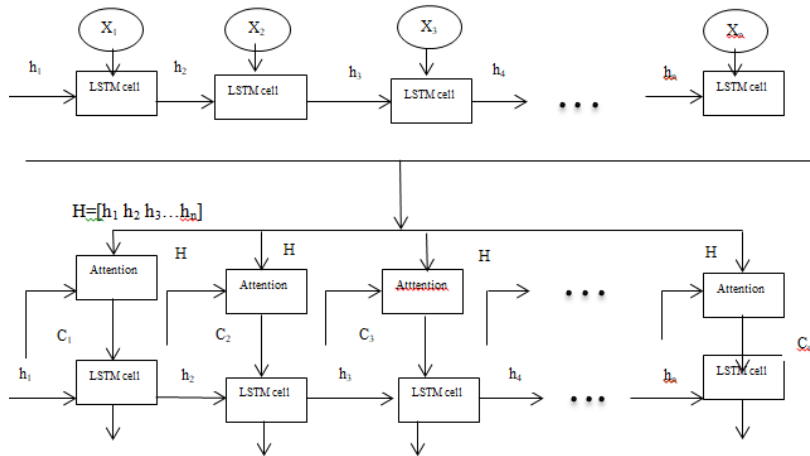 X₁ X₂ X₃ Xₙ
h₁ h₂ h₃ h₄ hₙ
LSTM cell LSTM cell LSTM cell LSTM cell
• • •
H=[h₁ h₂ h₃…hₙ]
H H H H
Attention Attention Atttention Attention
• • •
C₁ C₂ C₃
h₁ h₂ h₃ h₄ hₙ
LSTM cell LSTM cell LSTM cell LSTM cell
• • •